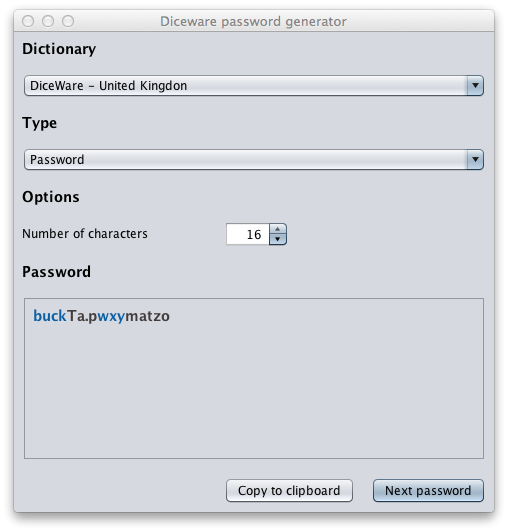 Diceware password generator
Dictionary
DiceWare – United Kingdon
Type
Password
Options
Number of characters 16
Password
buckTa.pwxymatzo
Copy to clipboard Next password